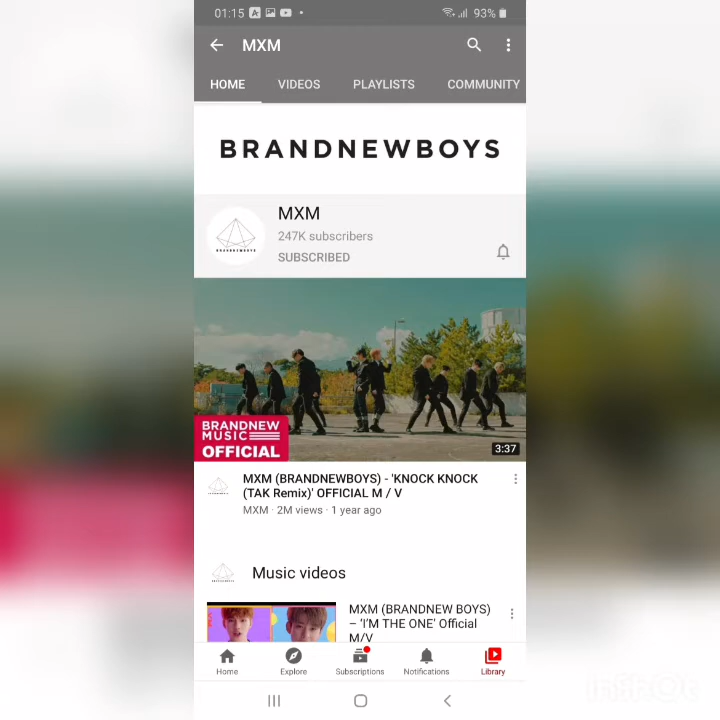 01:15
93%
MXM
HOME VIDEOS PLAYLISTS COMMUNITY
BRANDNEWBOYS
MXM
247K subscribers
SUBSCRIBED
BRANDNEW
MUSIC
OFFICIAL
3:37
MXM (BRANDNEWBOYS) - 'KNOCK KNOCK
(TAK Remix)' OFFICIAL M / V
MXM · 2M views · 1 year ago
Music videos
MXM (BRANDNEW BOYS)
– ‘I’M THE ONE’ Official
M/V
Home Explore Subscriptions Notifications Library